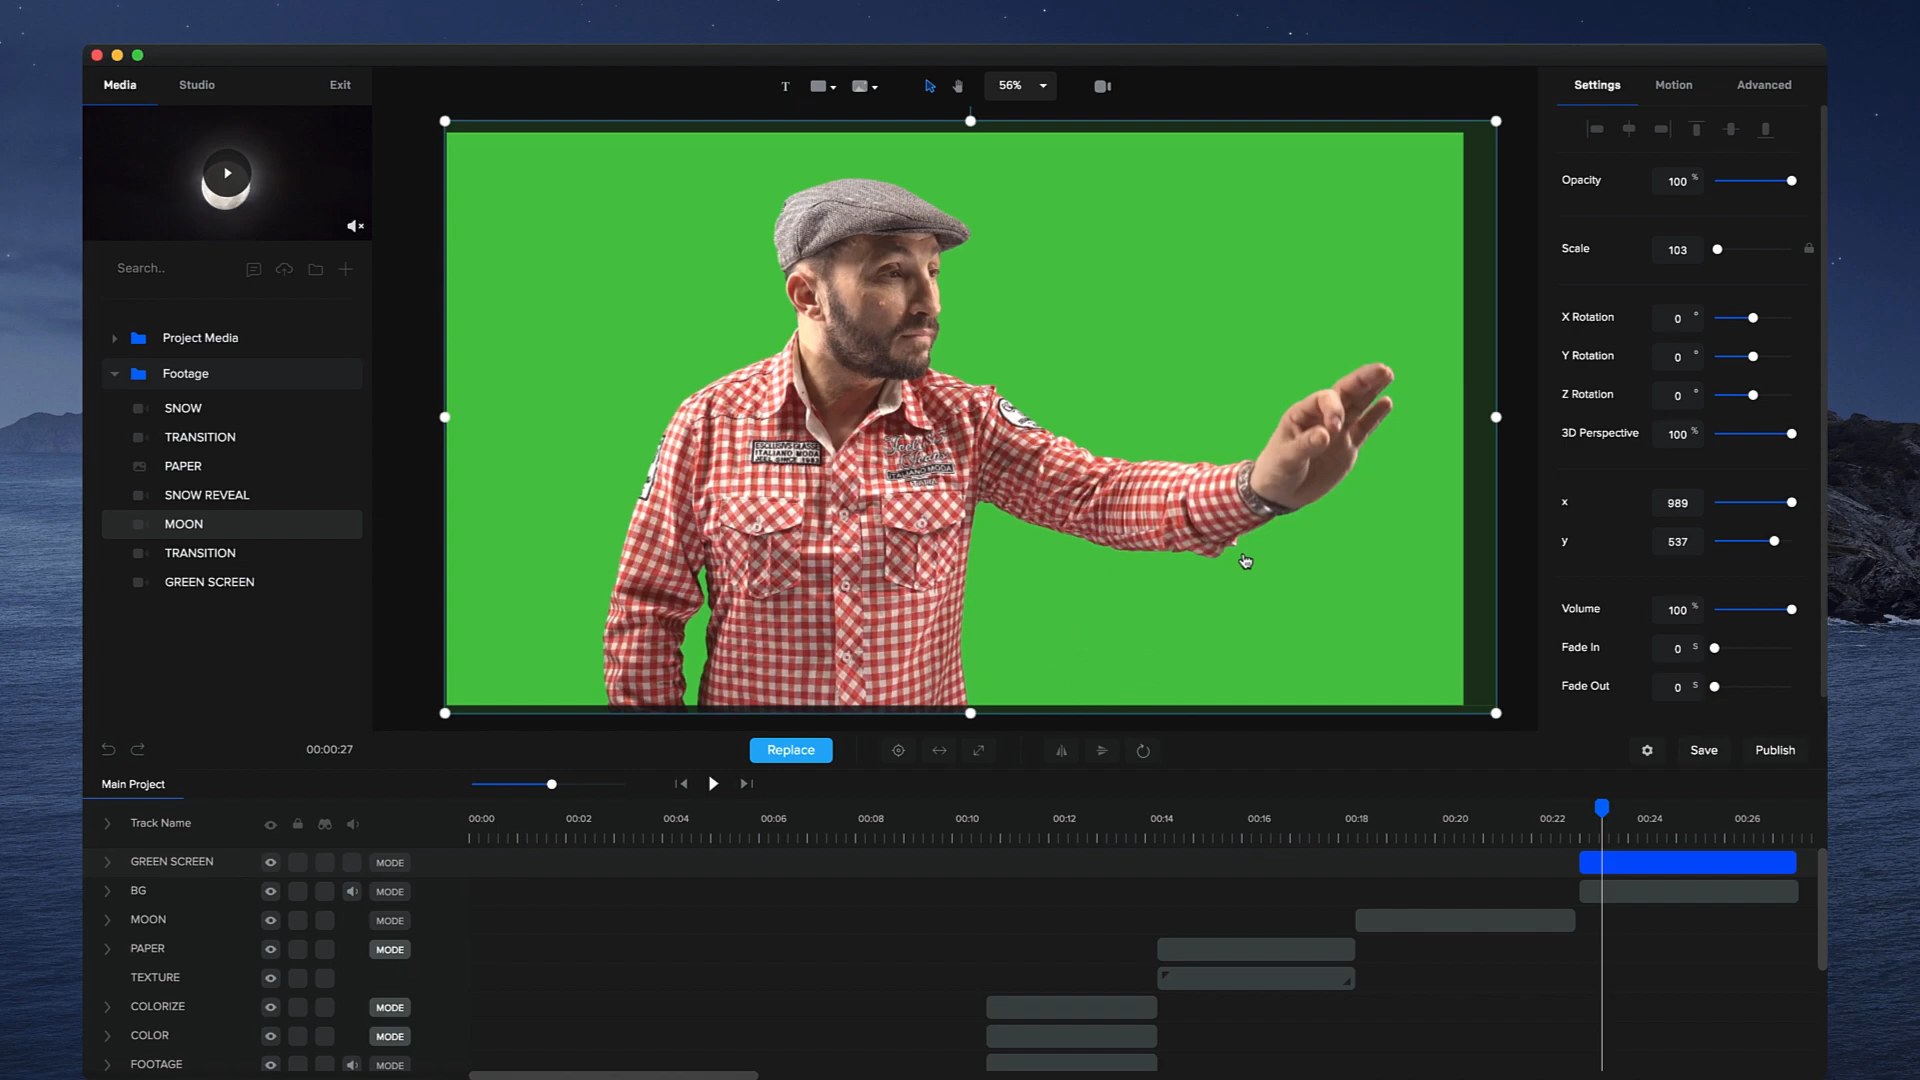 Media Studio Exit
T 56%
Settings Motion Advanced
Search..
Project Media
Footage
SNOW
TRANSITION
PAPER
SNOW REVEAL
MOON
TRANSITION
GREEN SCREEN
ITALIANO MODA
ITALIANO MODA
ITALIA
Opacity 100 %
Scale 103
X Rotation 0 °
Y Rotation 0 °
Z Rotation 0 °
3D Perspective 100 %
x 989
y 537
Volume 100 %
Fade In 0 s
Fade Out 0 s
00:00:27 Replace Save Publish
Main Project
Track Name 00:00 00:02 00:04 00:06 00:08 00:10 00:12 00:14 00:16 00:18 00:20 00:22 00:24 00:26
GREEN SCREEN MODE
BG MODE
MOON MODE
PAPER MODE
TEXTURE
COLORIZE MODE
COLOR MODE
FOOTAGE MODE